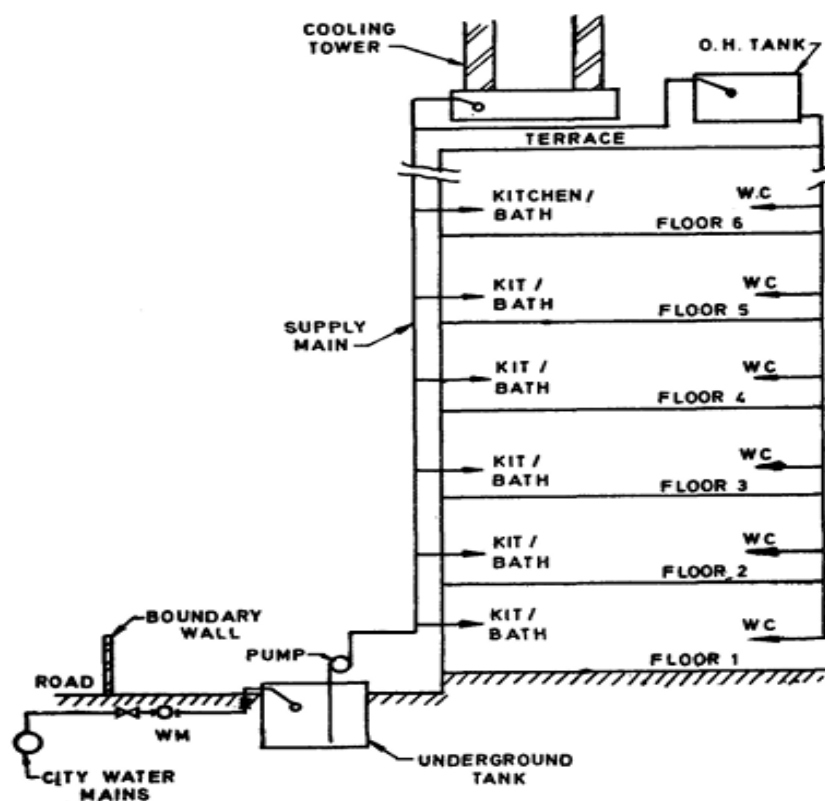 COOLING
TOWER
O.H. TANK
TERRACE
KITCHEN /
BATH
W.C
FLOOR 6
KIT /
BATH
WC
FLOOR 5
SUPPLY
MAIN
KIT /
BATH
WC
FLOOR 4
KIT /
BATH
WC
FLOOR 3
KIT /
BATH
WC
FLOOR 2
BOUNDARY
WALL
KIT /
BATH
WC
PUMP
FLOOR 1
ROAD
WM
UNDERGROUND
TANK
CITY WATER
MAINS